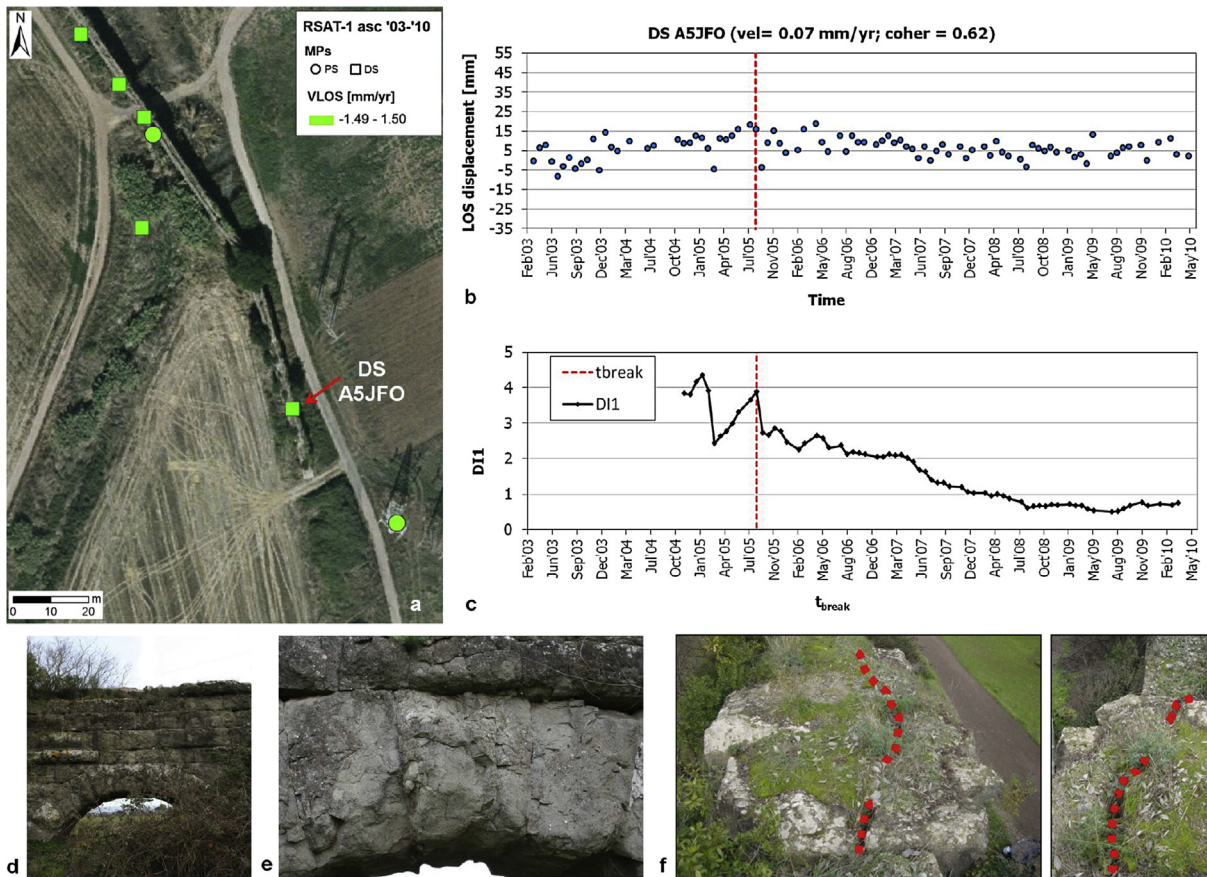 N
RSAT-1 asc '03-'10
MPs
PS DS
VLOS [mm/yr]
-1.49 - 1.50
DS
A5JFO
0 10 20 m
a
DS A5JFO (vel= 0.07 mm/yr; coher = 0.62)
LOS displacement [mm]
55
45
35
25
15
5
-5
-15
-25
-35
Feb'03 Jun'03 Sep'03 Dec'03 Mar'04 Jul'04 Oct'04 Jan'05 Apr'05 Jul'05 Nov'05 Feb'06 May'06 Aug'06 Dec'06 Mar'07 Jun'07 Sep'07 Dec'07 Apr'08 Jul'08 Oct'08 Jan'09 May'09 Aug'09 Nov'09 Feb'10 May'10
b
Time
DI1
5
4
3
2
1
0
tbreak
DI1
Feb'03 Jun'03 Sep'03 Dec'03 Mar'04 Jul'04 Oct'04 Jan'05 Apr'05 Jul'05 Nov'05 Feb'06 May'06 Aug'06 Dec'06 Mar'07 Jun'07 Sep'07 Dec'07 Apr'08 Jul'08 Oct'08 Jan'09 May'09 Aug'09 Nov'09 Feb'10 May'10
c
tbreak
d
e
f